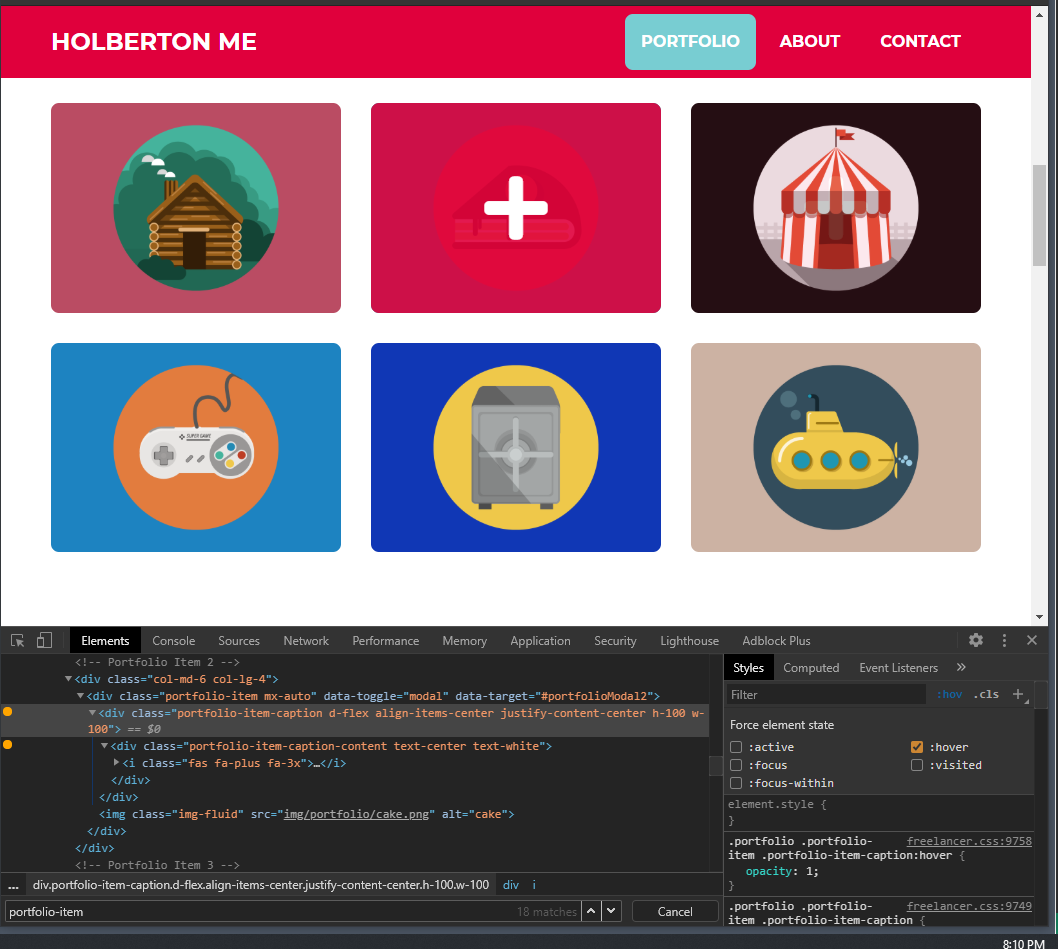 HOLBERTON ME PORTFOLIO ABOUT CONTACT
SUPER GAME
Elements Console Sources Network Performance Memory Application Security Lighthouse Adblock Plus
<!-- Portfolio Item 2 -->
<div class="col-md-6 col-lg-4">
<div class="portfolio-item mx-auto" data-toggle="modal" data-target="#portfolioModal2">
<div class="portfolio-item-caption d-flex align-items-center justify-content-center h-100 w-
100"> == $0
<div class="portfolio-item-caption-content text-center text-white">
<i class="fas fa-plus fa-3x">…</i>
</div>
</div>
<img class="img-fluid" src="img/portfolio/cake.png" alt="cake">
</div>
</div>
<!-- Portfolio Item 3 -->
... div.portfolio-item-caption.d-flex.align-items-center.justify-content-center.h-100.w-100 div i
portfolio-item 18 matches Cancel
Styles Computed Event Listeners »
Filter :hov .cls +
Force element state
:active :hover
:focus :visited
:focus-within
element.style {
}
.portfolio .portfolio- freelancer.css:9758
item .portfolio-item-caption:hover {
opacity: 1;
}
.portfolio .portfolio- freelancer.css:9749
item .portfolio-item-caption {
8:10 PM